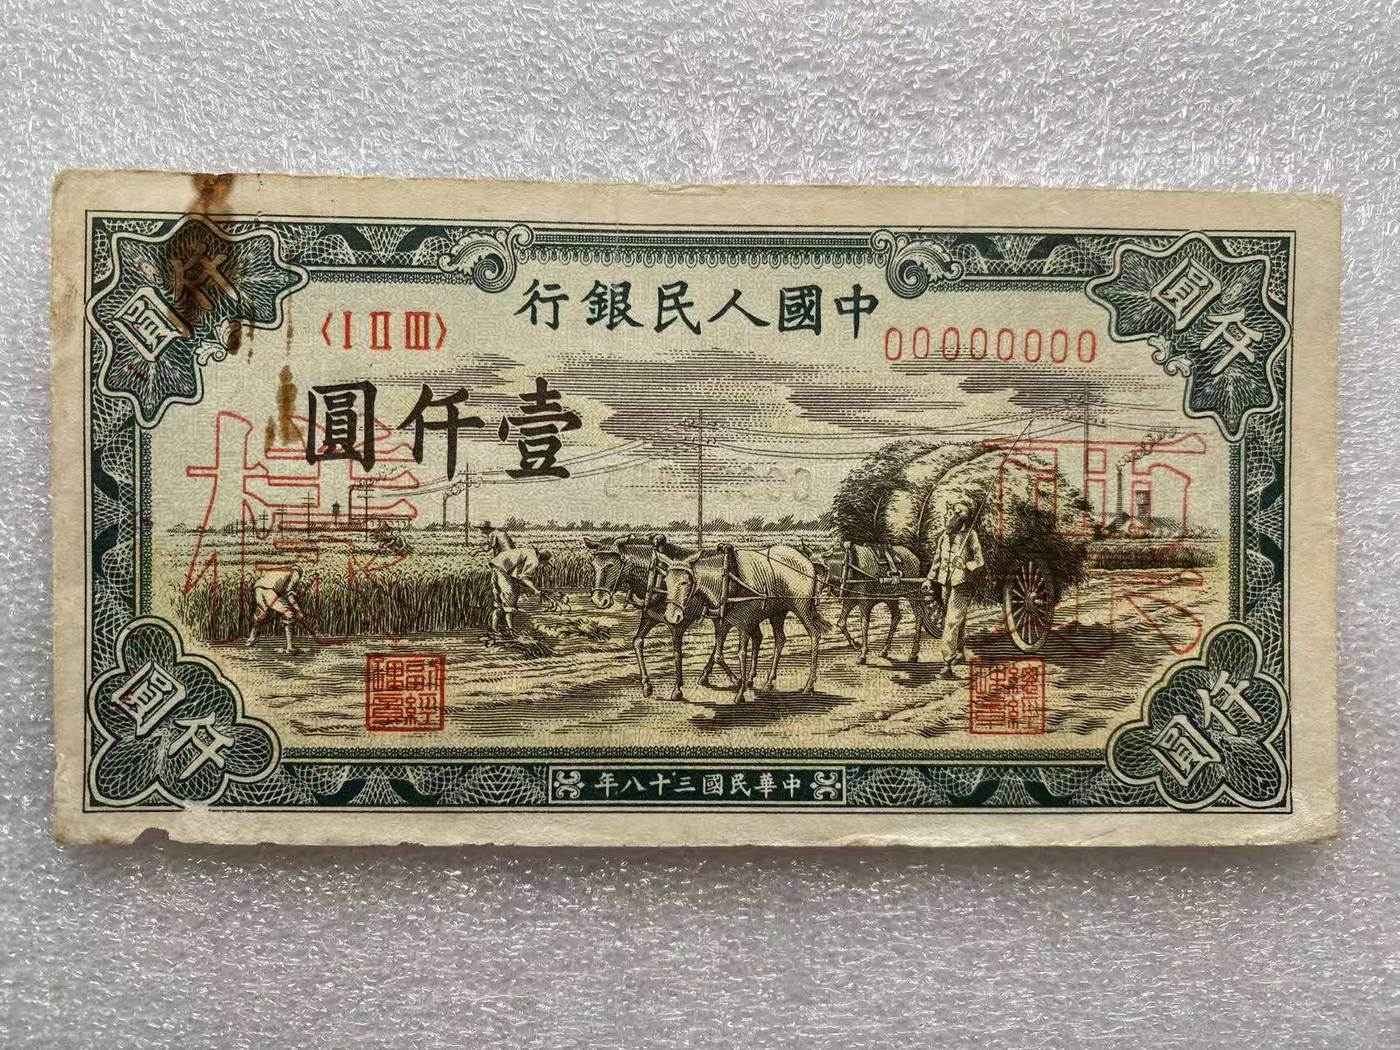 中國人民銀行
〈I II III〉
00000000
壹仟圓
樣票
仟圓
仟圓
仟圓
仟圓
中華民國三十八年